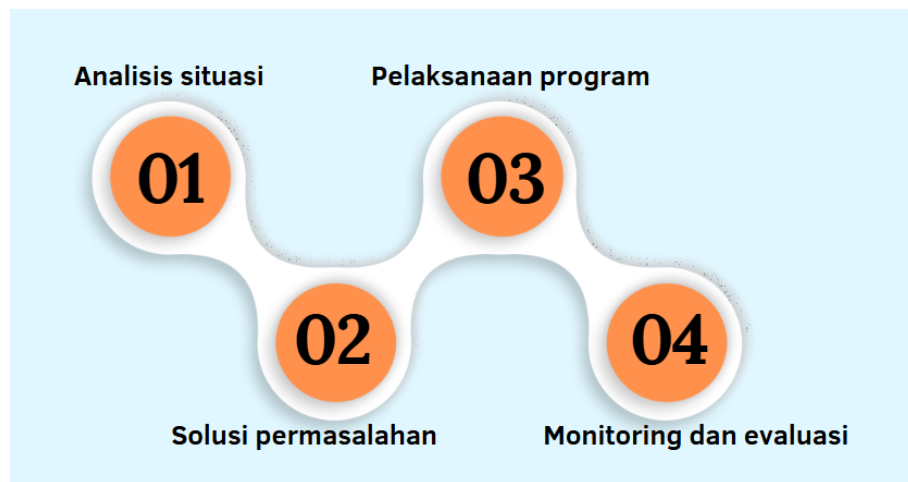 Analisis situasi
01
Solusi permasalahan
02
Pelaksanaan program
03
Monitoring dan evaluasi
04